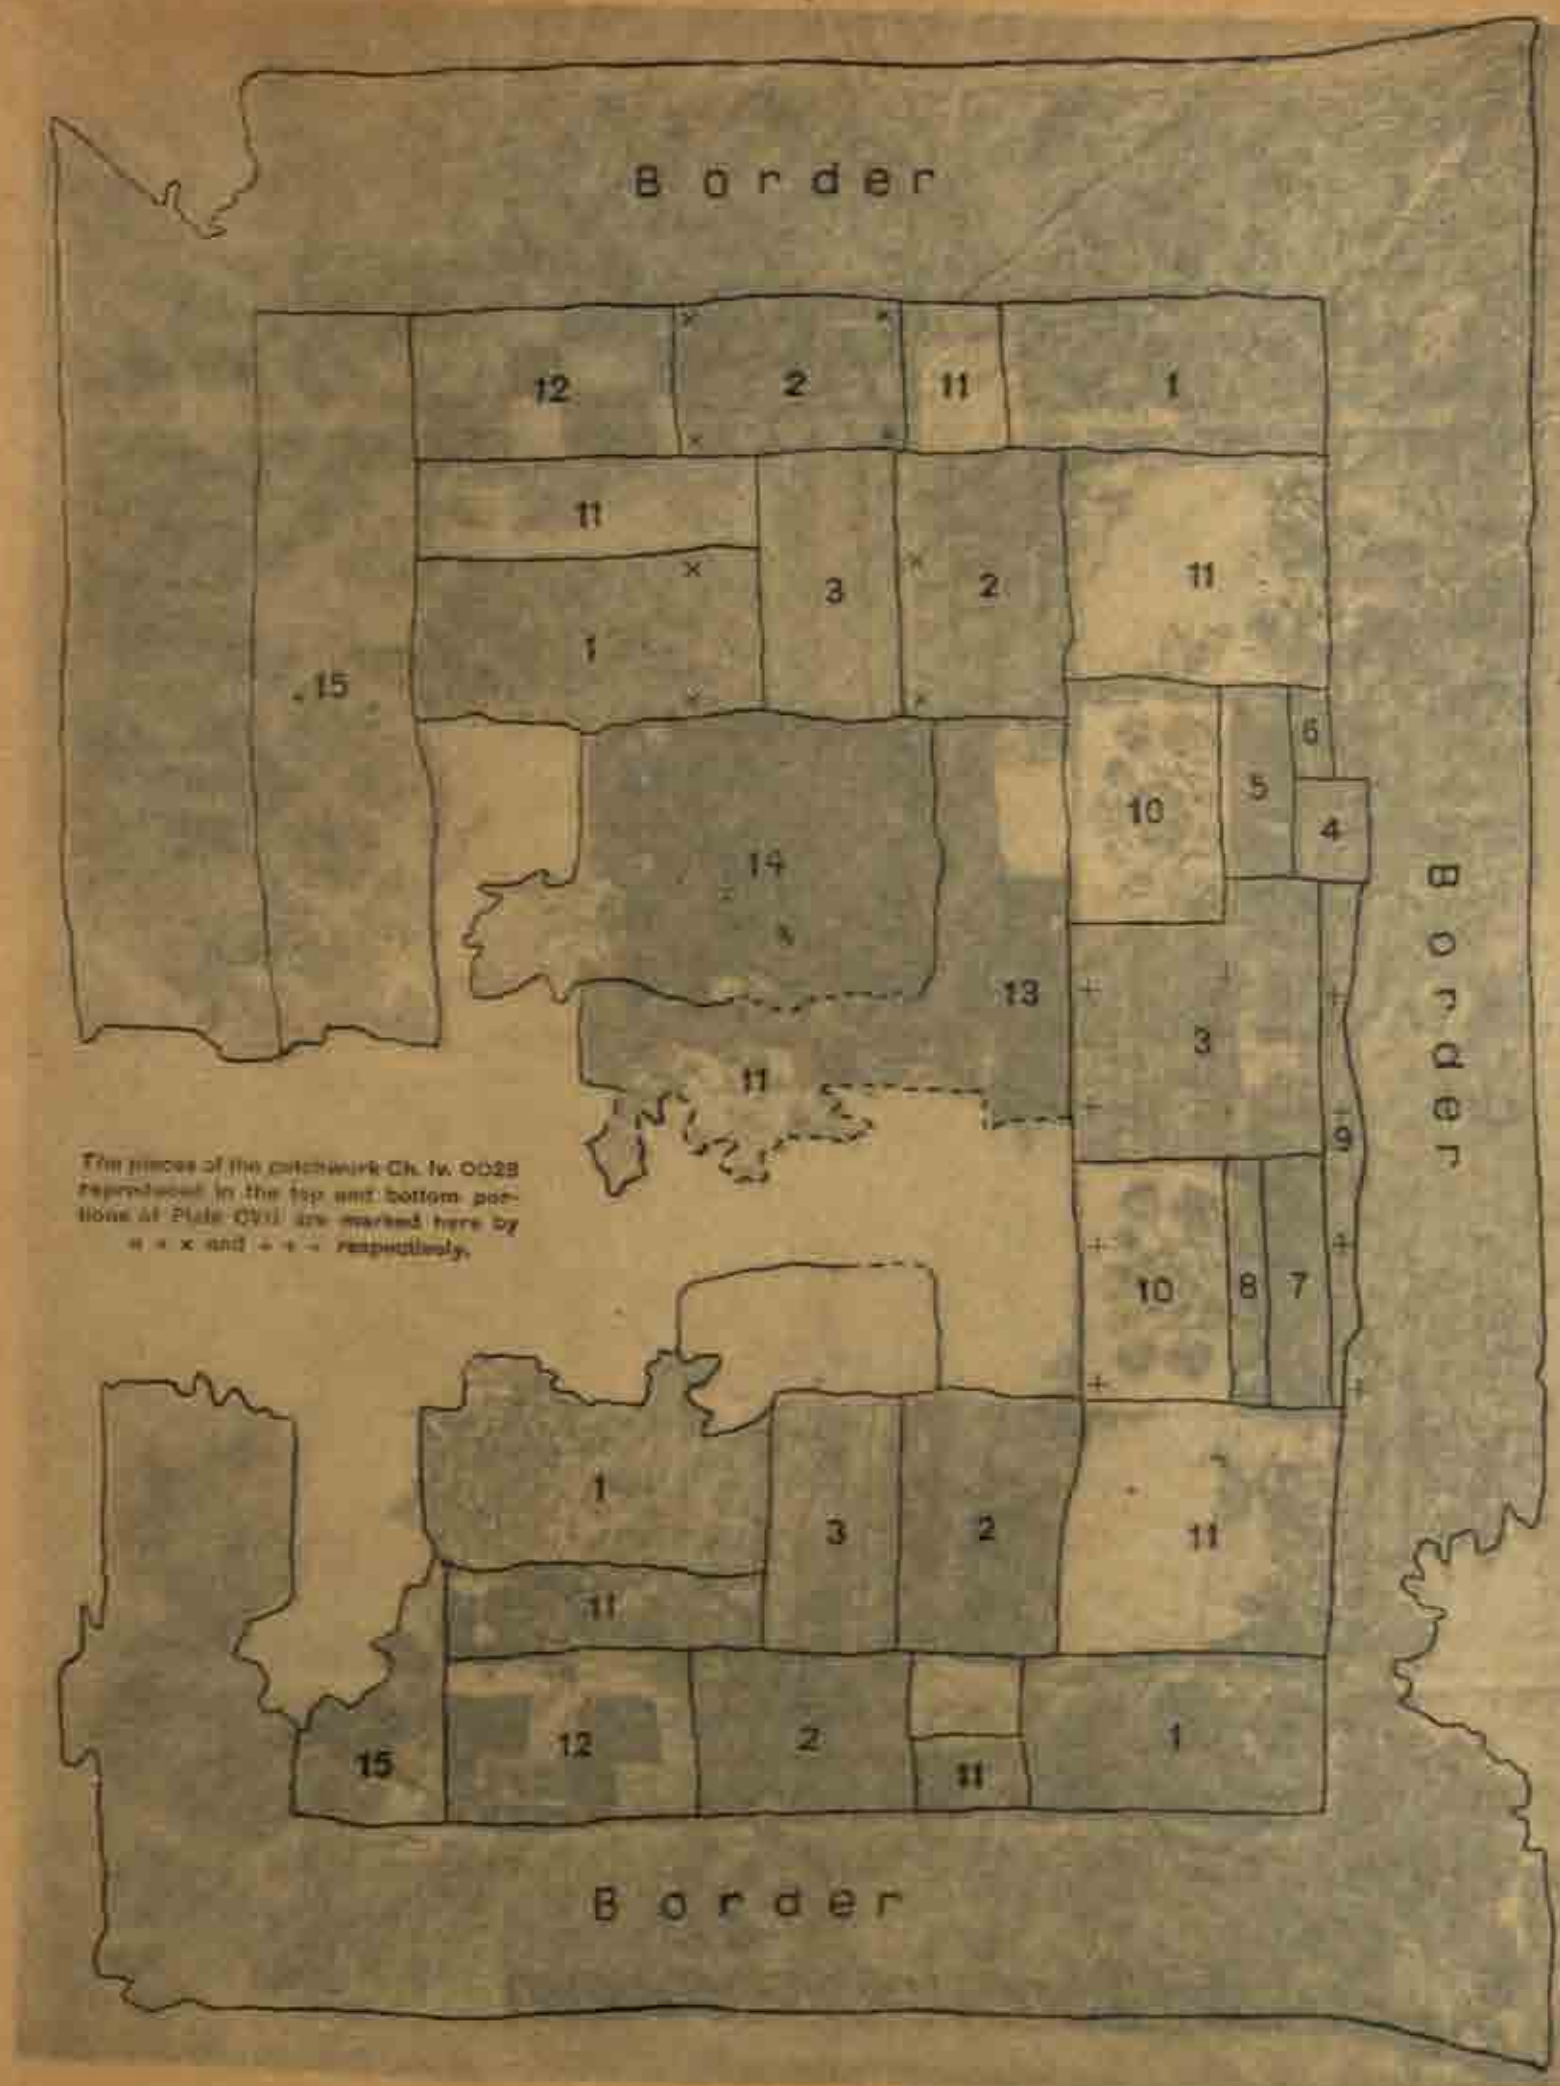 Border
12 2 11 1
11
3 2 11
1
15
6
5
10 4
14
13
3
11
9
The pieces of the patchwork Ch. lv. 0028
reproduced in the top and bottom por-
tions of Plate CVII are marked here by
x x x and + + + respectively.
10 8 7
Border
1
3 2 11
11
15 12 2 11 1
Border